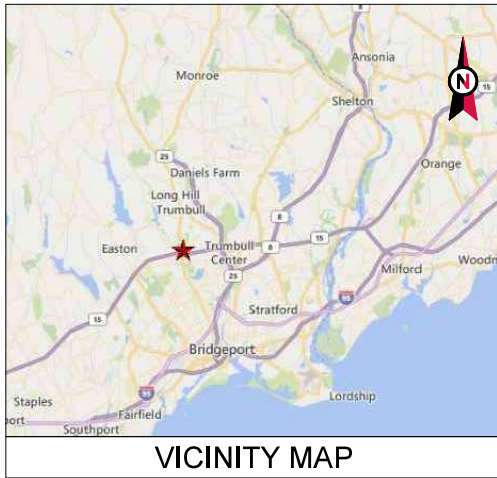 Ansonia
Monroe
N
15
Shelton
25
Orange
Daniels Farm
Long Hill
Trumbull
8
15
Easton
Trumbull
Center
8
Milford
Woodm
25
15
95
Stratford
Bridgeport
95
Lordship
Staples
port
Fairfield
Southport
VICINITY MAP